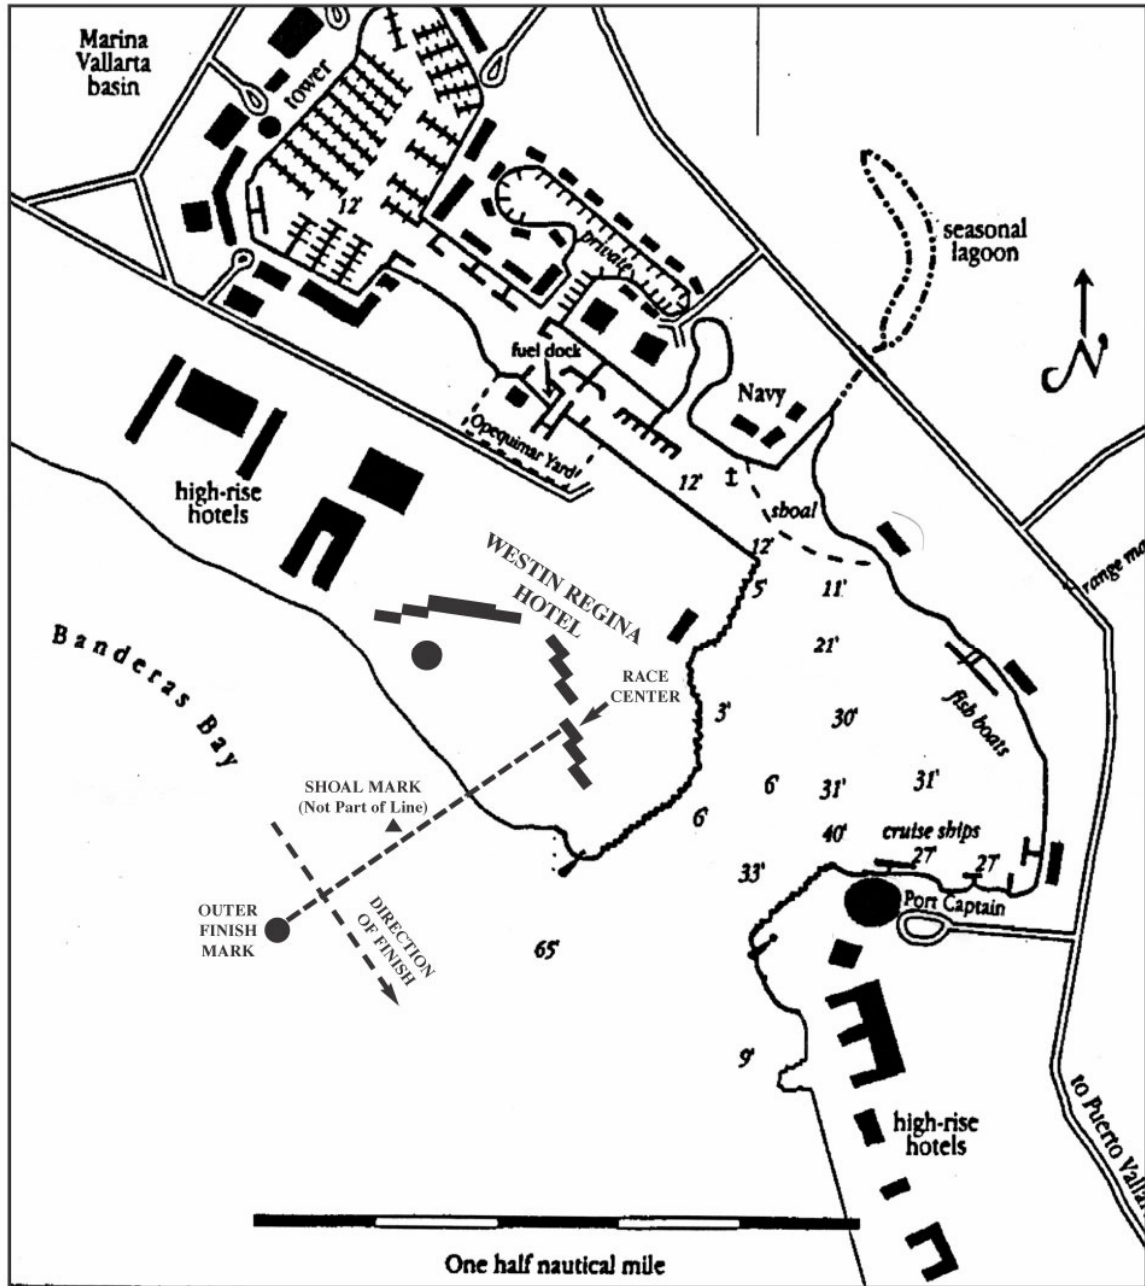 Marina
Vallarta
basin
tower
12'
private
seasonal
lagoon
N
fuel dock
Navy
Opequimar Yard
12'
shoal
high-rise
hotels
12'
5'
11'
range
WESTIN REGINA
HOTEL
21'
Banderas Bay
RACE
CENTER
3'
30'
fish boats
SHOAL MARK
(Not Part of Line)
6'
31'
31'
6'
40'
cruise ships
27'
27'
33'
Port Captain
OUTER
FINISH
MARK
DIRECTION
OF FINISH
65'
9'
to Puerto
high-rise
hotels
One half nautical mile